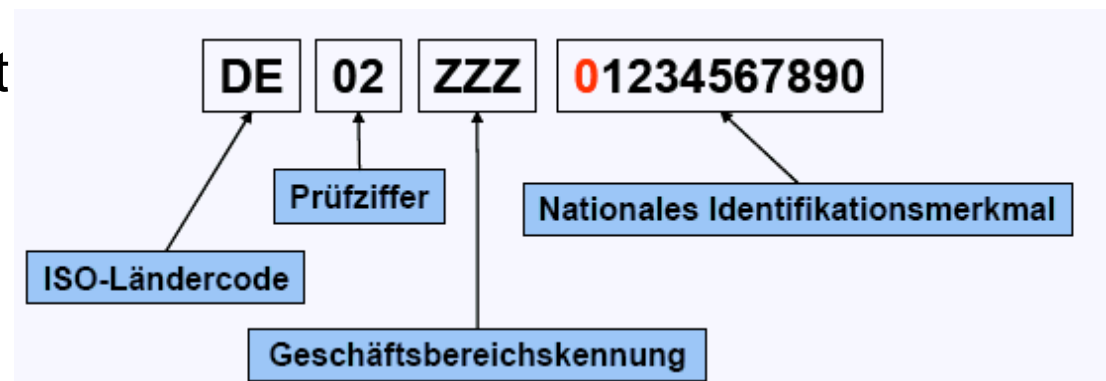 t
DE 02 ZZZ 01234567890
Prüfziffer
Nationales Identifikationsmerkmal
ISO-Ländercode
Geschäftsbereichskennung